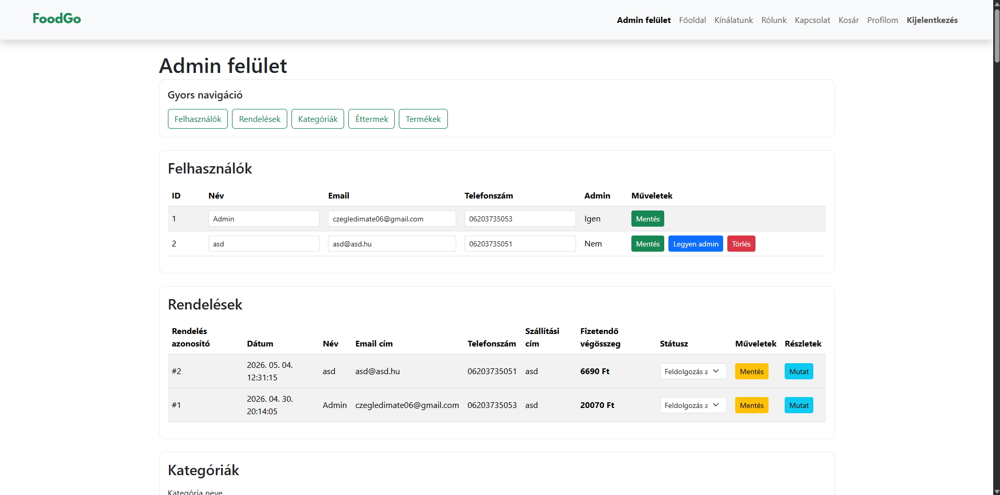 FoodGo
Admin felület Főoldal Kínálatunk Rólunk Kapcsolat Kosár Profilom Kijelentkezés
Admin felület
Gyors navigáció
Felhasználók Rendelések Kategóriák Éttermek Termékek
Felhasználók
ID Név Email Telefonszám Admin Műveletek
1 Admin czegledimate06@gmail.com 06203735053 Igen Mentés
2 asd asd@asd.hu 06203735051 Nem Mentés Legyen admin Törlés
Rendelések
Rendelés azonosító Dátum Név Email cím Telefonszám Szállítási cím Fizetendő végösszeg Státusz Műveletek Részletek
#2 2026. 05. 04. 12:31:15 asd asd@asd.hu 06203735051 asd 6690 Ft Feldolgozás a Mentés Mutat
#1 2026. 04. 30. 20:14:05 Admin czegledimate06@gmail.com 06203735053 asd 20070 Ft Feldolgozás a Mentés Mutat
Kategóriák
Kategória neve